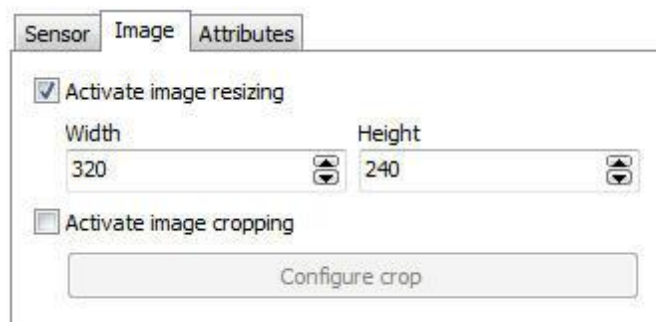 Sensor Image Attributes
Activate image resizing
Width Height
320 240
Activate image cropping
Configure crop